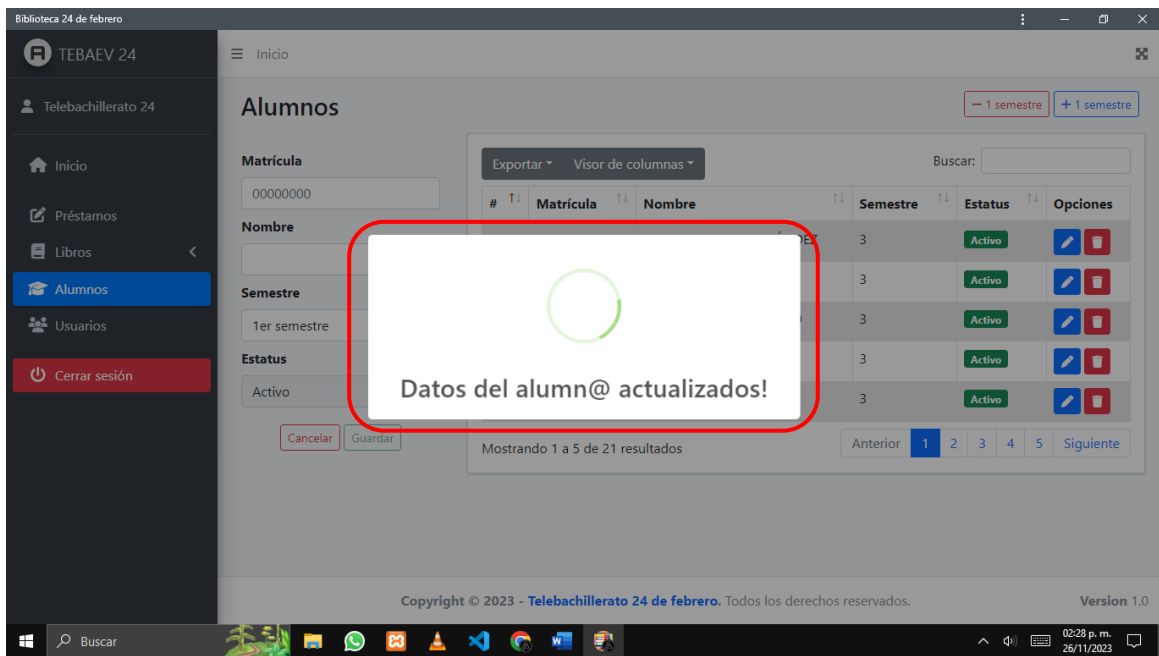 Biblioteca 24 de febrero
TEBAEV 24
Inicio
Telebachillerato 24
Inicio
Préstamos
Libros
Alumnos
Usuarios
Cerrar sesión
Alumnos
− 1 semestre
+ 1 semestre
Matrícula
00000000
Nombre
Semestre
1er semestre
Estatus
Activo
Cancelar Guardar
Exportar Visor de columnas
Buscar:
# Matrícula Nombre Semestre Estatus Opciones
3 Activo
3 Activo
3 Activo
3 Activo
3 Activo
Datos del alumn@ actualizados!
Mostrando 1 a 5 de 21 resultados
Anterior 1 2 3 4 5 Siguiente
Copyright © 2023 - Telebachillerato 24 de febrero. Todos los derechos reservados.
Version 1.0
Buscar
02:28 p. m.
26/11/2023